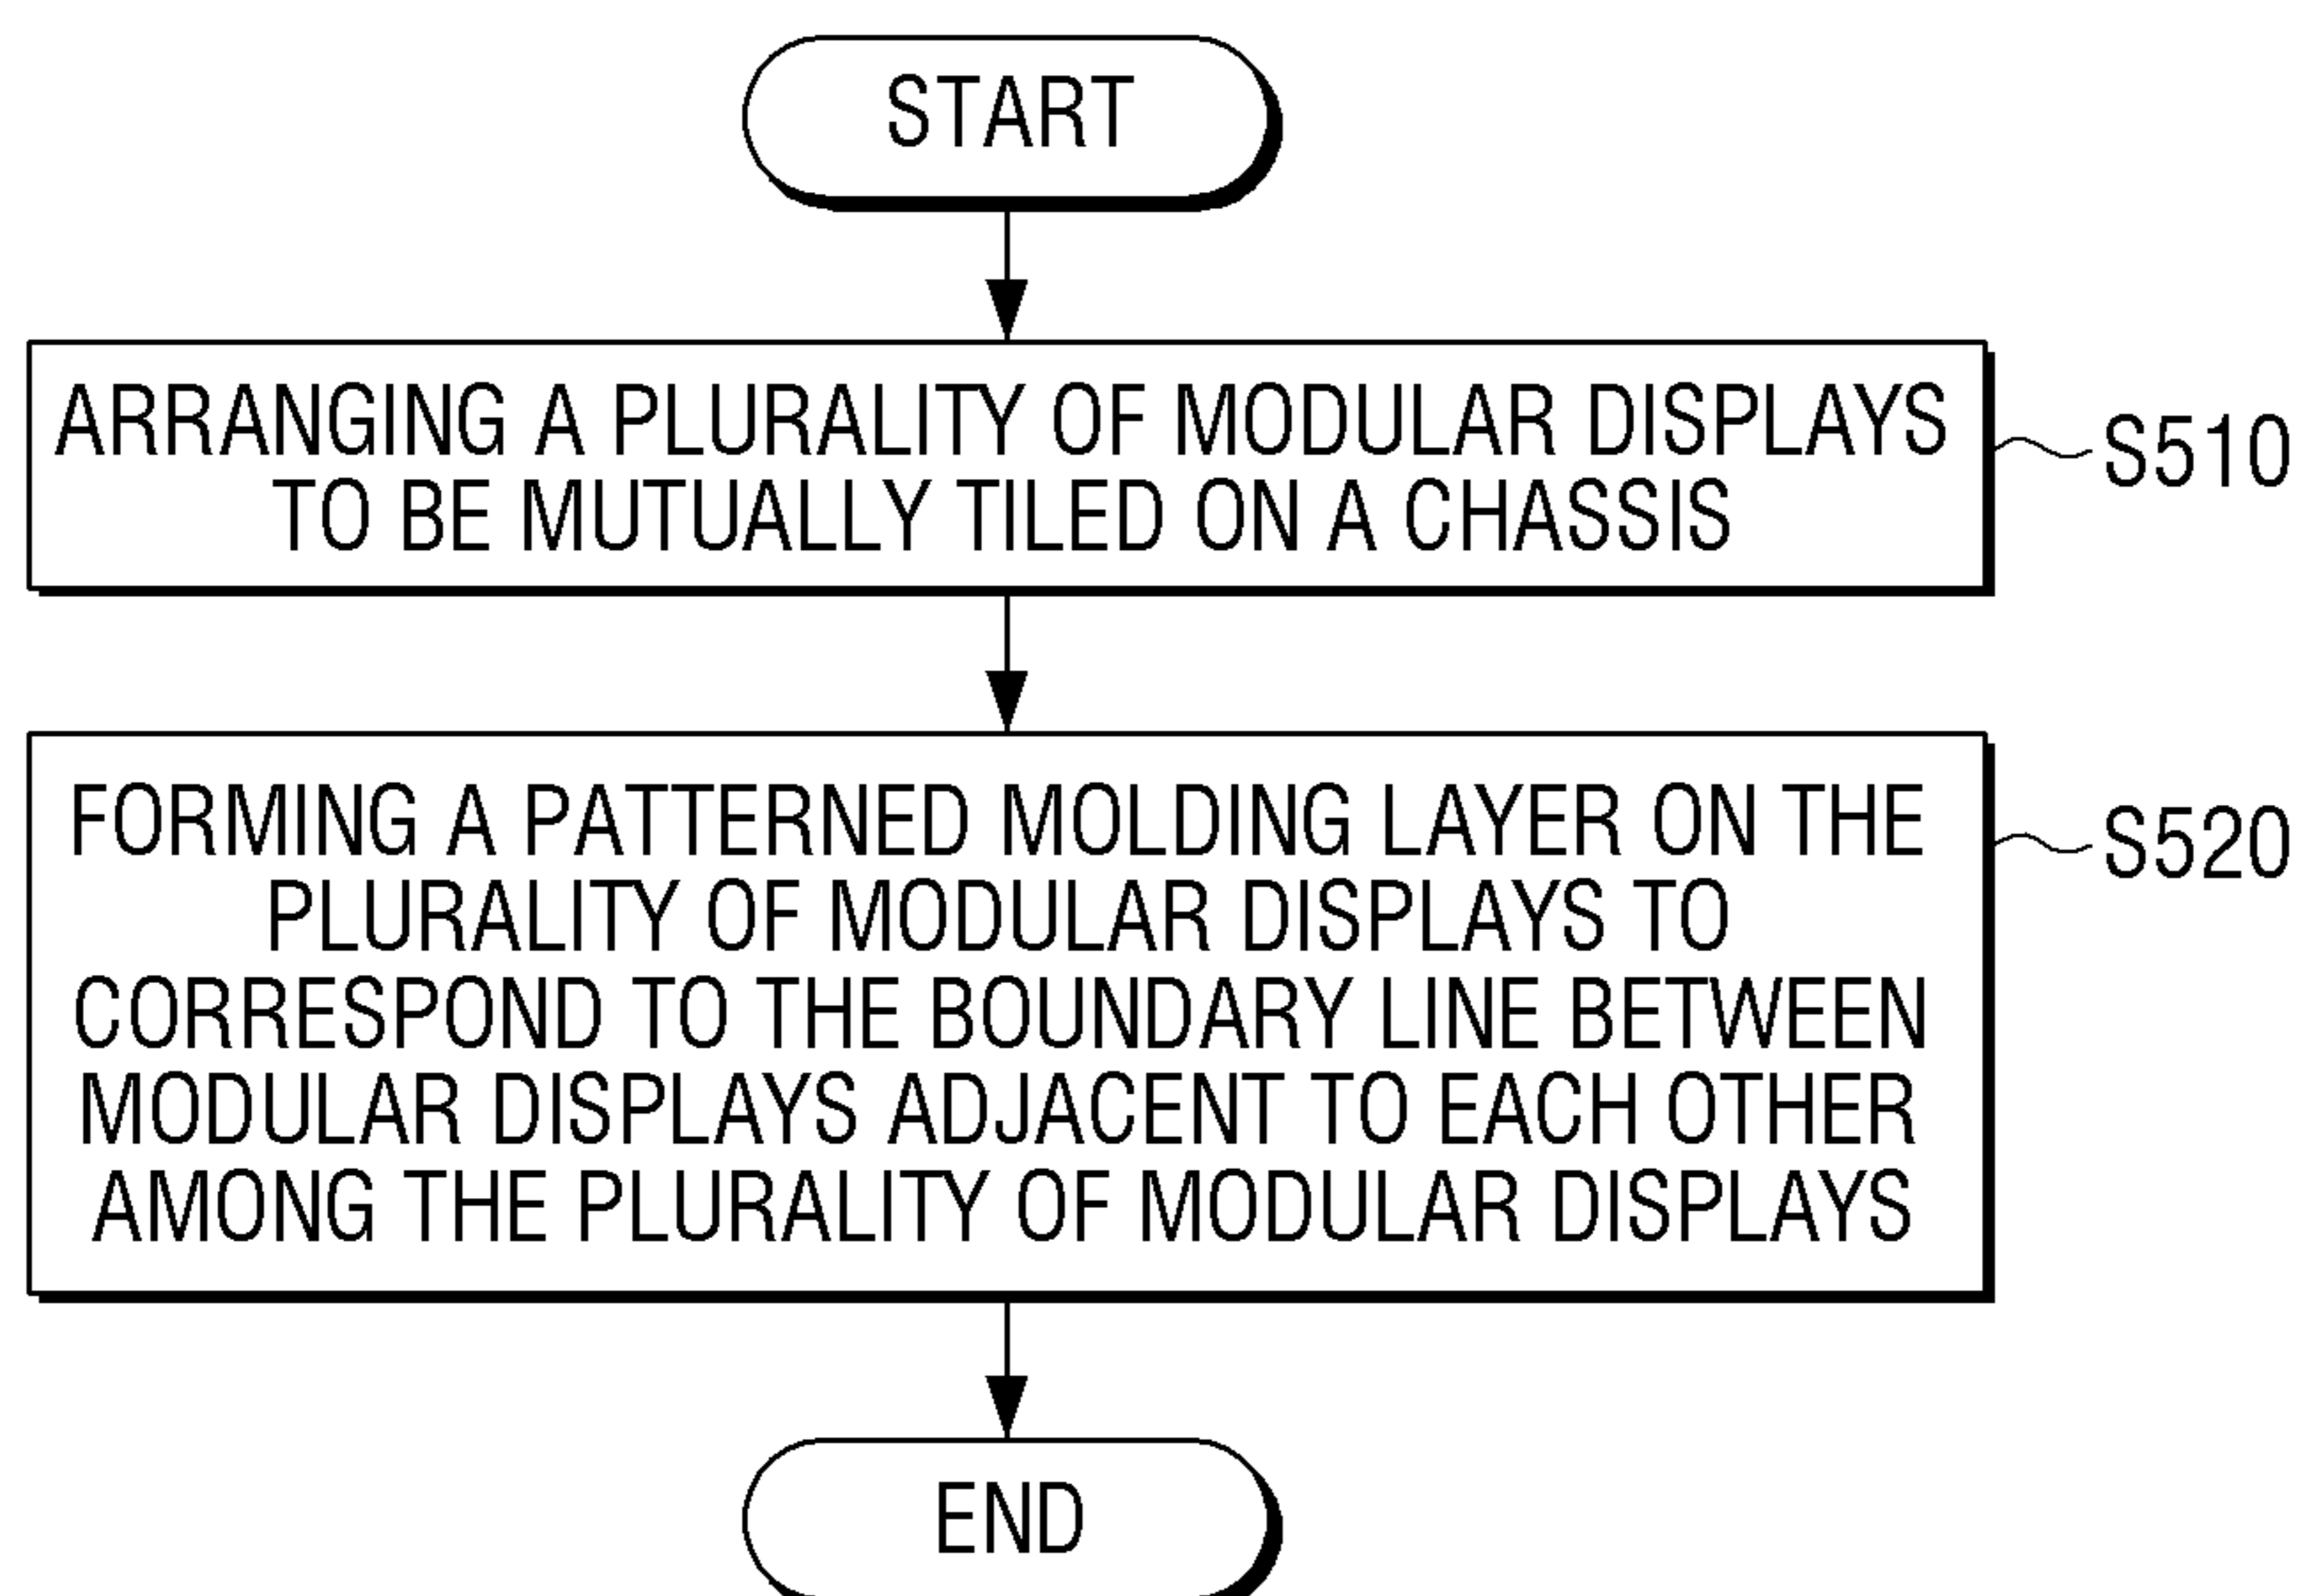 START
ARRANGING A PLURALITY OF MODULAR DISPLAYS
TO BE MUTUALLY TILED ON A CHASSIS
S510
FORMING A PATTERNED MOLDING LAYER ON THE
PLURALITY OF MODULAR DISPLAYS TO
CORRESPOND TO THE BOUNDARY LINE BETWEEN
MODULAR DISPLAYS ADJACENT TO EACH OTHER
AMONG THE PLURALITY OF MODULAR DISPLAYS
S520
END